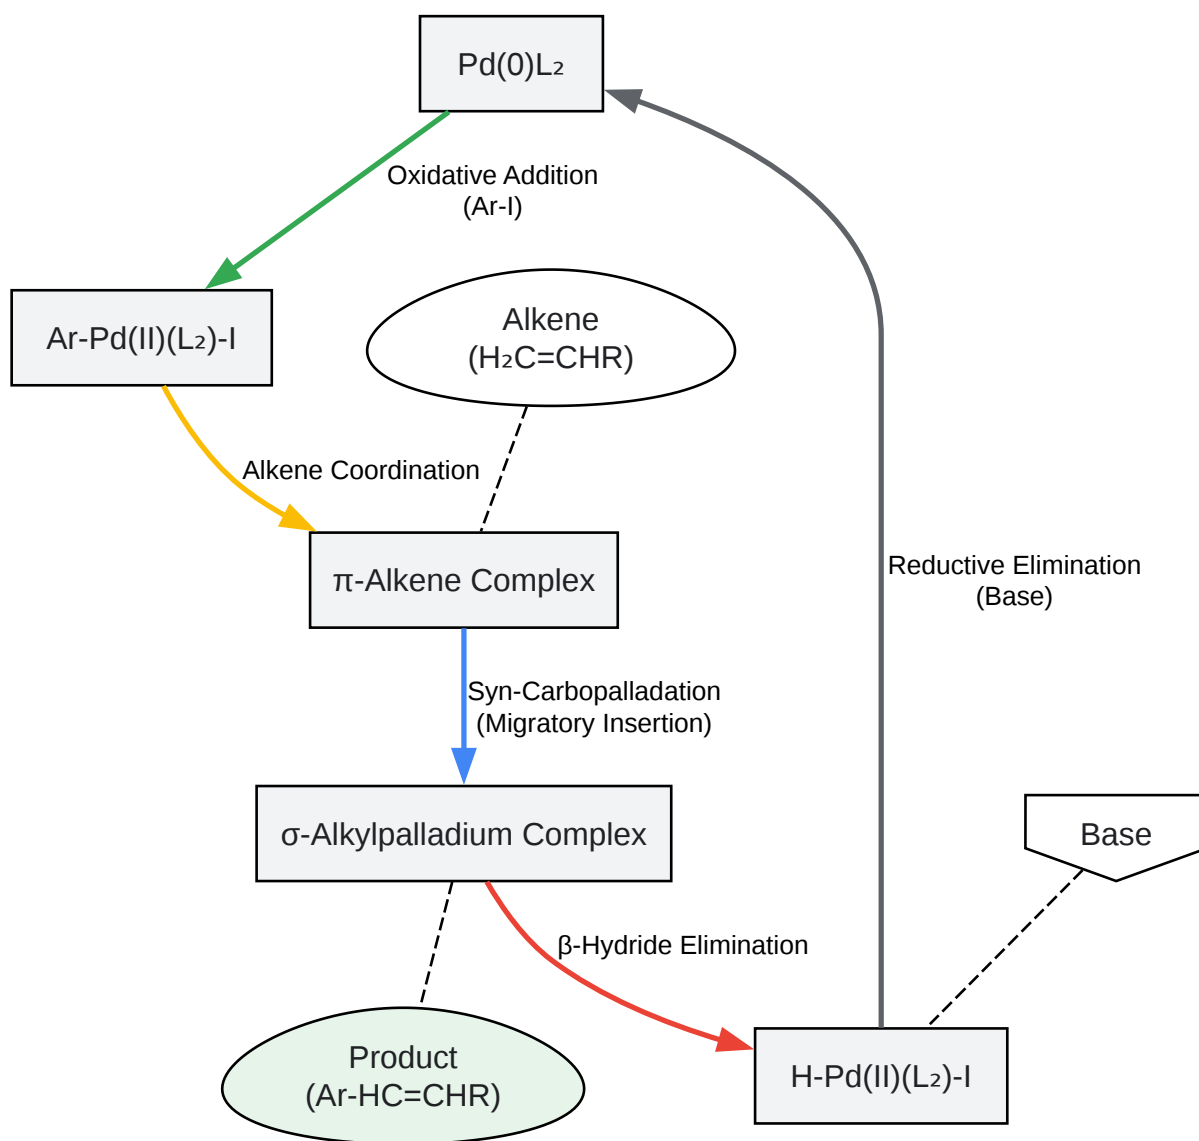 Pd(0)L₂
Oxidative Addition
(Ar-I)
Ar-Pd(II)(L₂)-I
Alkene
(H₂C=CHR)
Alkene Coordination
π-Alkene Complex
Reductive Elimination
(Base)
Syn-Carbopalladation
(Migratory Insertion)
σ-Alkylpalladium Complex
Base
β-Hydride Elimination
Product
(Ar-HC=CHR)
H-Pd(II)(L₂)-I